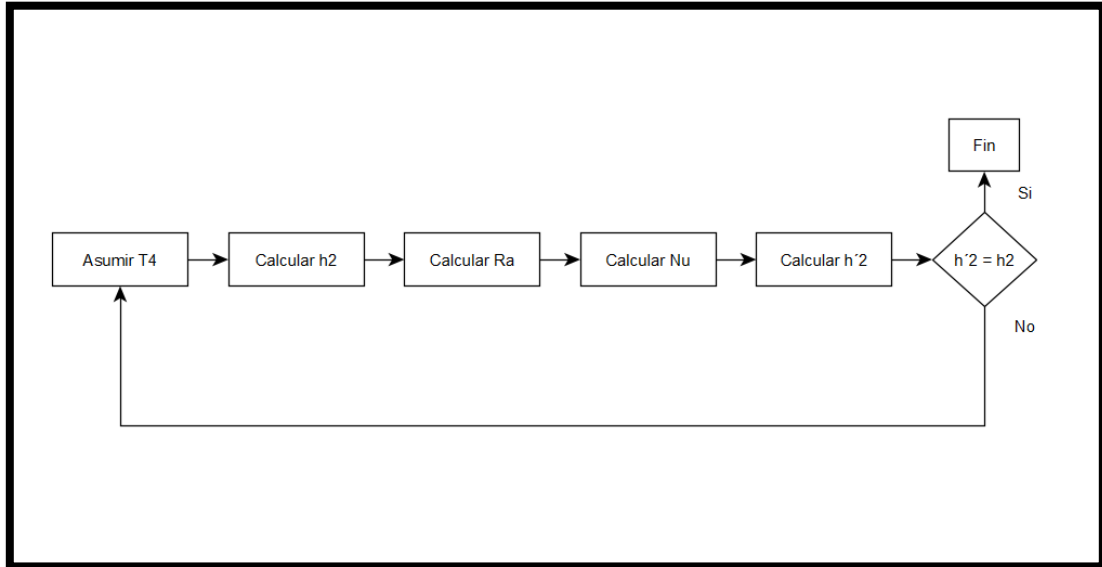 Fin
Si
Asumir T4
Calcular h2
Calcular Ra
Calcular Nu
Calcular h´2
h´2 = h2
No